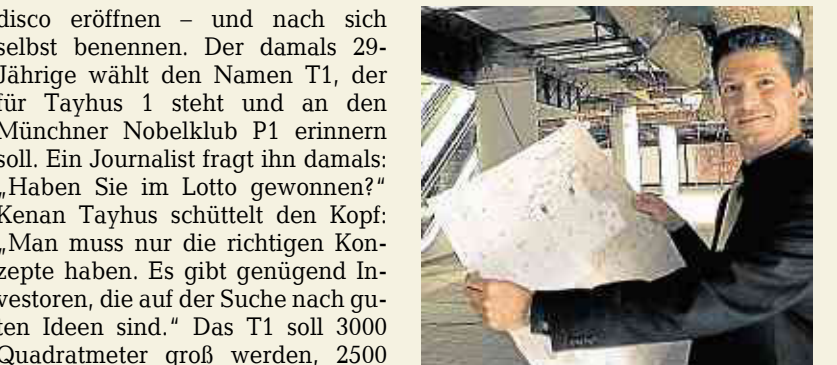 disco eröffnen – und nach sich
selbst benennen. Der damals 29-
Jährige wählt den Namen T1, der
für Tayhus 1 steht und an den
Münchner Nobelklub P1 erinnern
soll. Ein Journalist fragt ihn damals:
„Haben Sie im Lotto gewonnen?“
Kenan Tayhus schüttelt den Kopf:
„Man muss nur die richtigen Kon-
zepte haben. Es gibt genügend In-
vestoren, die auf der Suche nach gu-
ten Ideen sind.“ Das T1 soll 3000
Quadratmeter groß werden, 2500